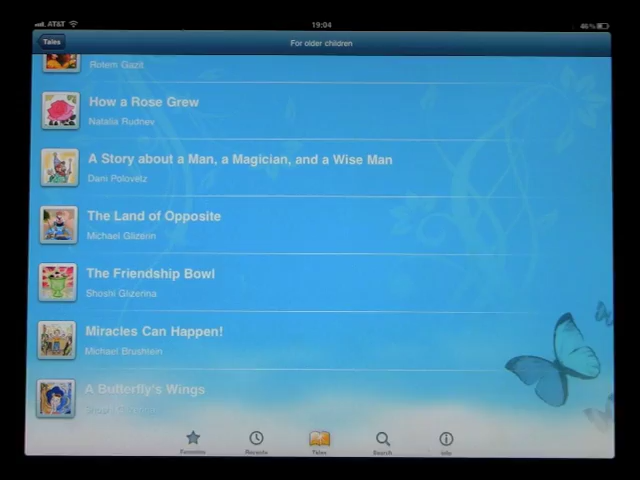 AT&T 19:04 46%
Tales For older children
Rotem Gazit
How a Rose Grew
Natalia Rudnev
A Story about a Man, a Magician, and a Wise Man
Dani Polovetz
The Land of Opposite
Michael Glizerin
The Friendship Bowl
Shoshi Glizerina
Miracles Can Happen!
Michael Brushtein
A Butterfly's Wings
Favorites Recents Tales Search Info